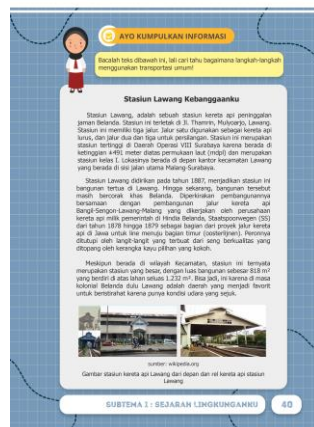 AYO KUMPULKAN INFORMASI
Bacalah teks dibawah ini, lali cari tahu bagaimana langkah-langkah
menggunakan transportasi umum!
Stasiun Lawang Kebanggaanku
Stasiun Lawang, adalah sebuah stasiun kereta api peninggalan
jaman Belanda. Stasiun ini terletak di Jl. Thamrin, Mulyoarjo, Lawang.
Stasiun ini memiliki tiga jalur. Jalur satu digunakan sebagai kereta api
lurus, dan jalur dua dan tiga untuk persilangan. Stasiun ini merupakan
stasiun tertinggi di Daerah Operasi VIII Surabaya karena berada di
ketinggian ±491 meter diatas permukaan laut (mdpl) dan merupakan
stasiun kelas I. Lokasinya berada di depan kantor kecamatan Lawang
yang berada di sisi jalan utama Malang-Surabaya.
Stasiun Lawang didirikan pada tahun 1887, menjadikan stasiun ini
bangunan tertua di Lawang. Hingga sekarang, bangunan tersebut
masih bercorak khas Belanda. Diperkirakan pembangunannya
bersamaan dengan pembangunan jalur kereta api
Bangil-Sengon-Lawang-Malang yang dikerjakan oleh perusahaan
kereta api milik pemerintah di Hindia Belanda, Staatspoorwegen (SS)
dari tahun 1878 hingga 1879 sebagai bagian dari proyek jalur kereta
api di Jawa untuk line menuju bagian timur (oosterlijnen). Peronnya
ditutupi oleh langit-langit yang terbuat dari seng berkualitas yang
ditopang oleh kerangka kayu pilihan yang kokoh.
Meskipun berada di wilayah Kecamatan, stasiun ini ternyata
merupakan stasiun yang besar, dengan luas bangunan sebesar 818 m²
yang berdiri di atas lahan seluas 1.232 m². Bisa jadi, ini karena di masa
kolonial Belanda dulu Lawang adalah daerah yang menjadi favorit
untuk beristirahat karena punya kondisi udara yang sejuk.
sumber: wikipedia.org
Gambar stasiun kereta api Lawang dari depan dan rel kereta api stasiun
Lawang
SUBTEMA 1 : SEJARAN LINGKUNGANKU 40